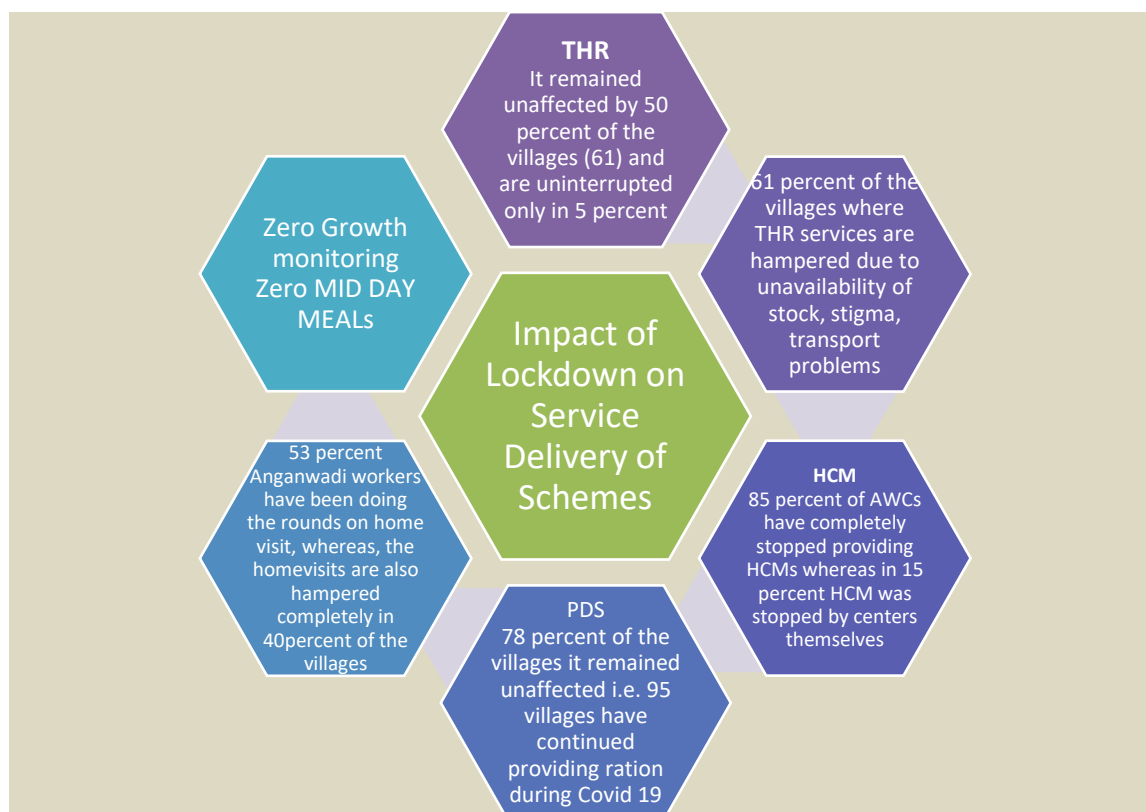 THR
It remained
unaffected by 50
percent of the
villages (61) and
are uninterrupted
only in 5 percent
61 percent of the
villages where
THR services are
hampered due to
unavailability of
stock, stigma,
transport
problems
HCM
85 percent of AWCs
have completely
stopped providing
HCMs whereas in 15
percent HCM was
stopped by centers
themselves
PDS
78 percent of the
villages it remained
unaffected i.e. 95
villages have
continued
providing ration
during Covid 19
53 percent
Anganwadi workers
have been doing
the rounds on home
visit, whereas, the
homevisits are also
hampered
completely in
40percent of the
villages
Zero Growth
monitoring
Zero MID DAY
MEALs
Impact of
Lockdown on
Service
Delivery of
Schemes